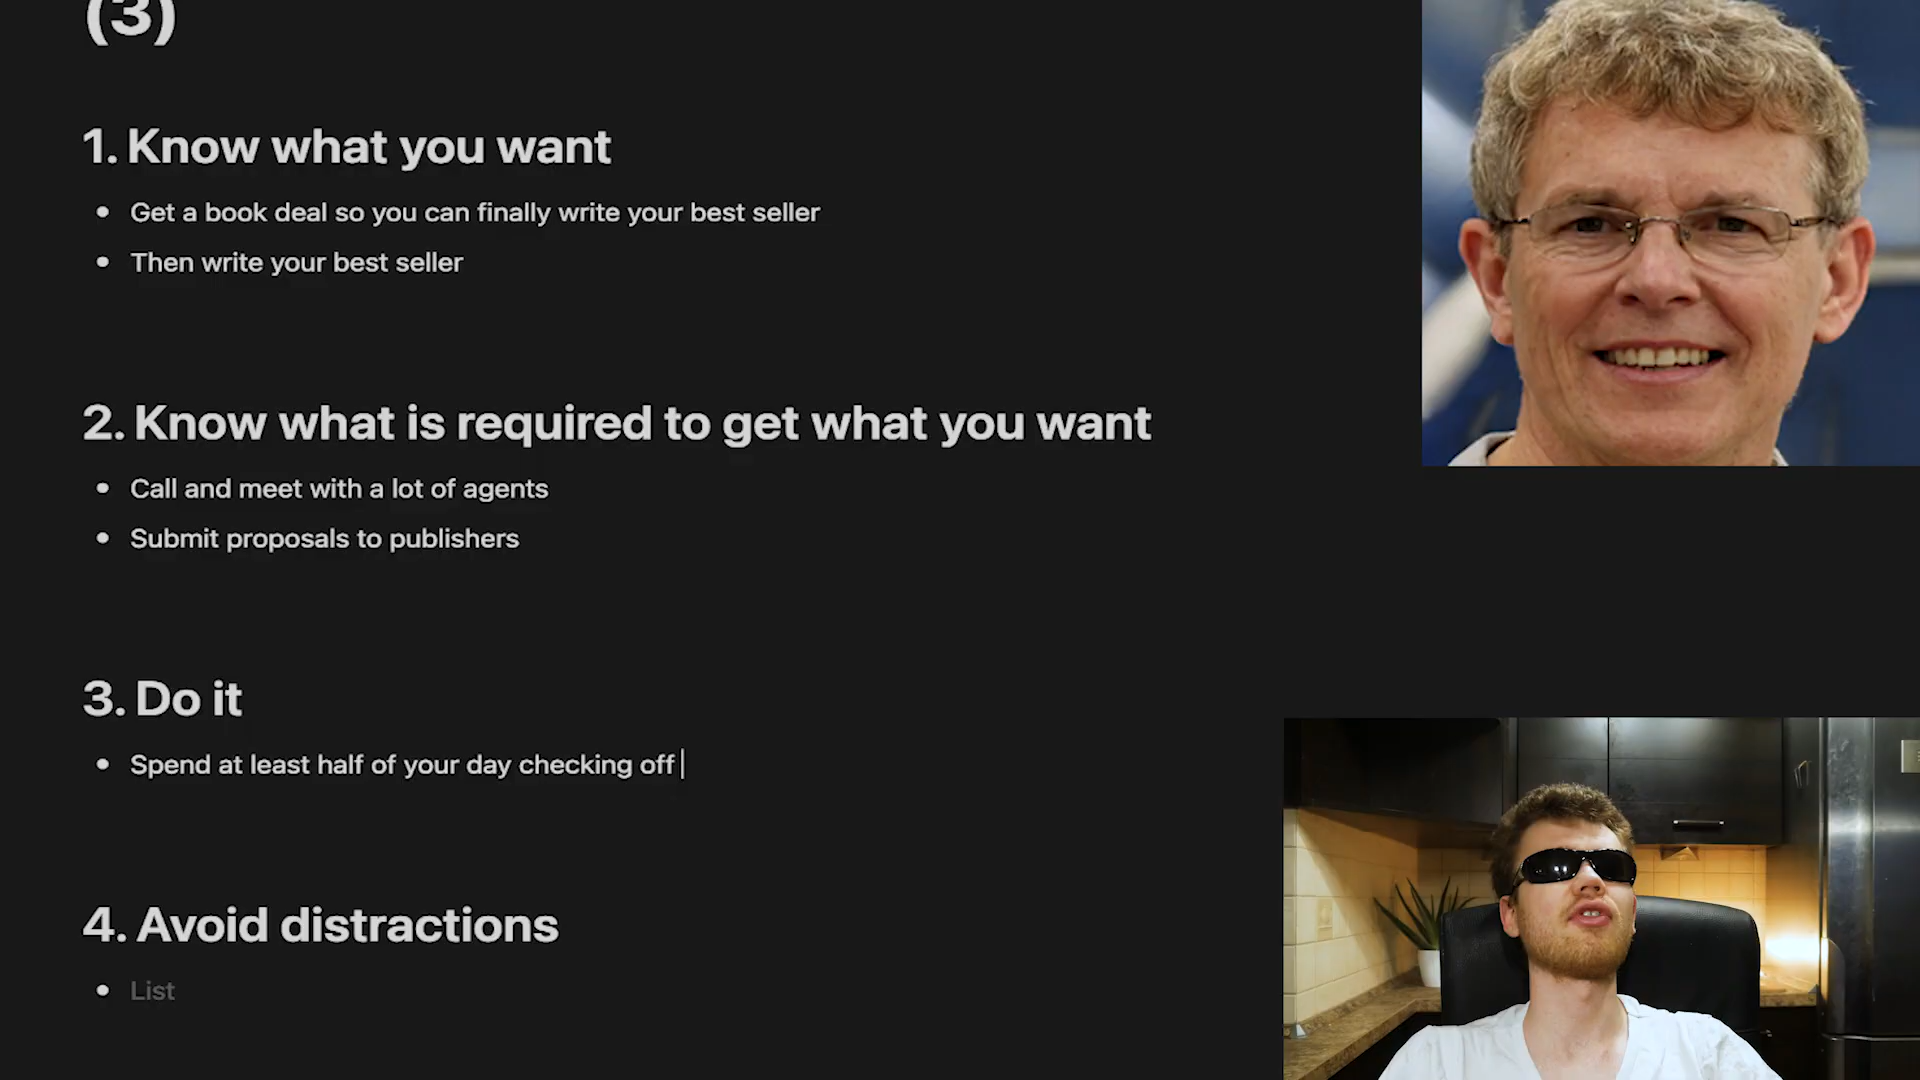 (3)
1. Know what you want
• Get a book deal so you can finally write your best seller
• Then write your best seller
2. Know what is required to get what you want
• Call and meet with a lot of agents
• Submit proposals to publishers
3. Do it
• Spend at least half of your day checking off
4. Avoid distractions
• List